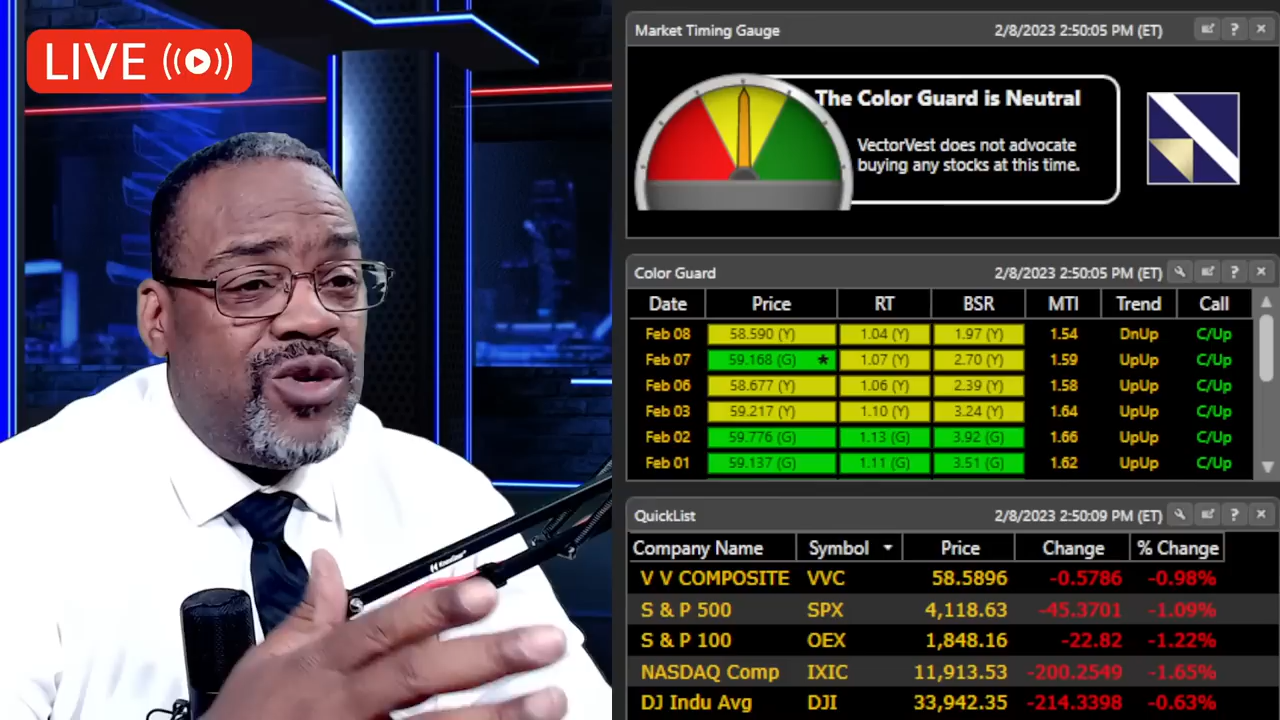 LIVE
Market Timing Gauge 2/8/2023 2:50:05 PM (ET) ? ×
The Color Guard is Neutral
VectorVest does not advocate
buying any stocks at this time.
Color Guard 2/8/2023 2:50:05 PM (ET) ? ×
Date Price RT BSR MTI Trend Call
Feb 08 58.590 (Y) 1.04 (Y) 1.97 (Y) 1.54 DnUp C/Up
Feb 07 59.168 (G) ★ 1.07 (Y) 2.70 (Y) 1.59 UpUp C/Up
Feb 06 58.677 (Y) 1.06 (Y) 2.39 (Y) 1.58 UpUp C/Up
Feb 03 59.217 (Y) 1.10 (Y) 3.24 (Y) 1.64 UpUp C/Up
Feb 02 59.776 (G) 1.13 (G) 3.92 (G) 1.66 UpUp C/Up
Feb 01 59.137 (G) 1.11 (G) 3.51 (G) 1.62 UpUp C/Up
QuickList 2/8/2023 2:50:09 PM (ET) ? ×
Company Name Symbol Price Change % Change
V V COMPOSITE VVC 58.5896 -0.5786 -0.98%
S & P 500 SPX 4,118.63 -45.3701 -1.09%
S & P 100 OEX 1,848.16 -22.82 -1.22%
NASDAQ Comp IXIC 11,913.53 -200.2549 -1.65%
DJ Indu Avg DJI 33,942.35 -214.3398 -0.63%